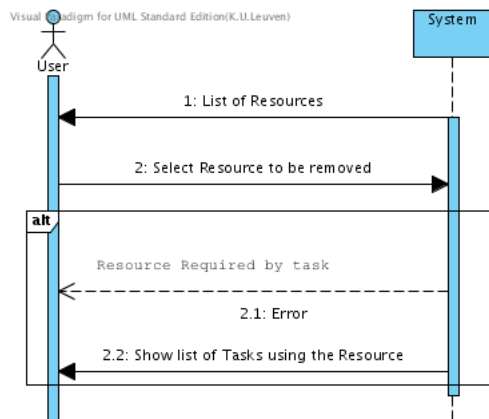 Visual Paradigm for UML Standard Edition(K.U.Leuven)
System
User
1: List of Resources
2: Select Resource to be removed
alt
Resource Required by task
2.1: Error
2.2: Show list of Tasks using the Resource